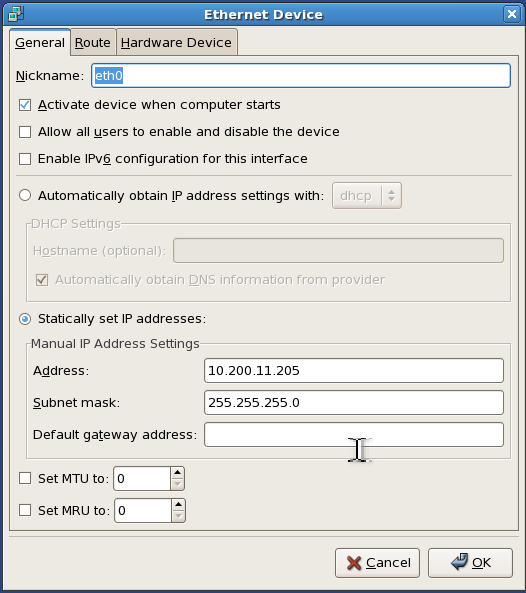 Ethernet Device
General Route Hardware Device
Nickname: eth0
Activate device when computer starts
Allow all users to enable and disable the device
Enable IPv6 configuration for this interface
Automatically obtain IP address settings with: dhcp
DHCP Settings
Hostname (optional):
Automatically obtain DNS information from provider
Statically set IP addresses:
Manual IP Address Settings
Address: 10.200.11.205
Subnet mask: 255.255.255.0
Default gateway address:
Set MTU to: 0
Set MRU to: 0
Cancel OK